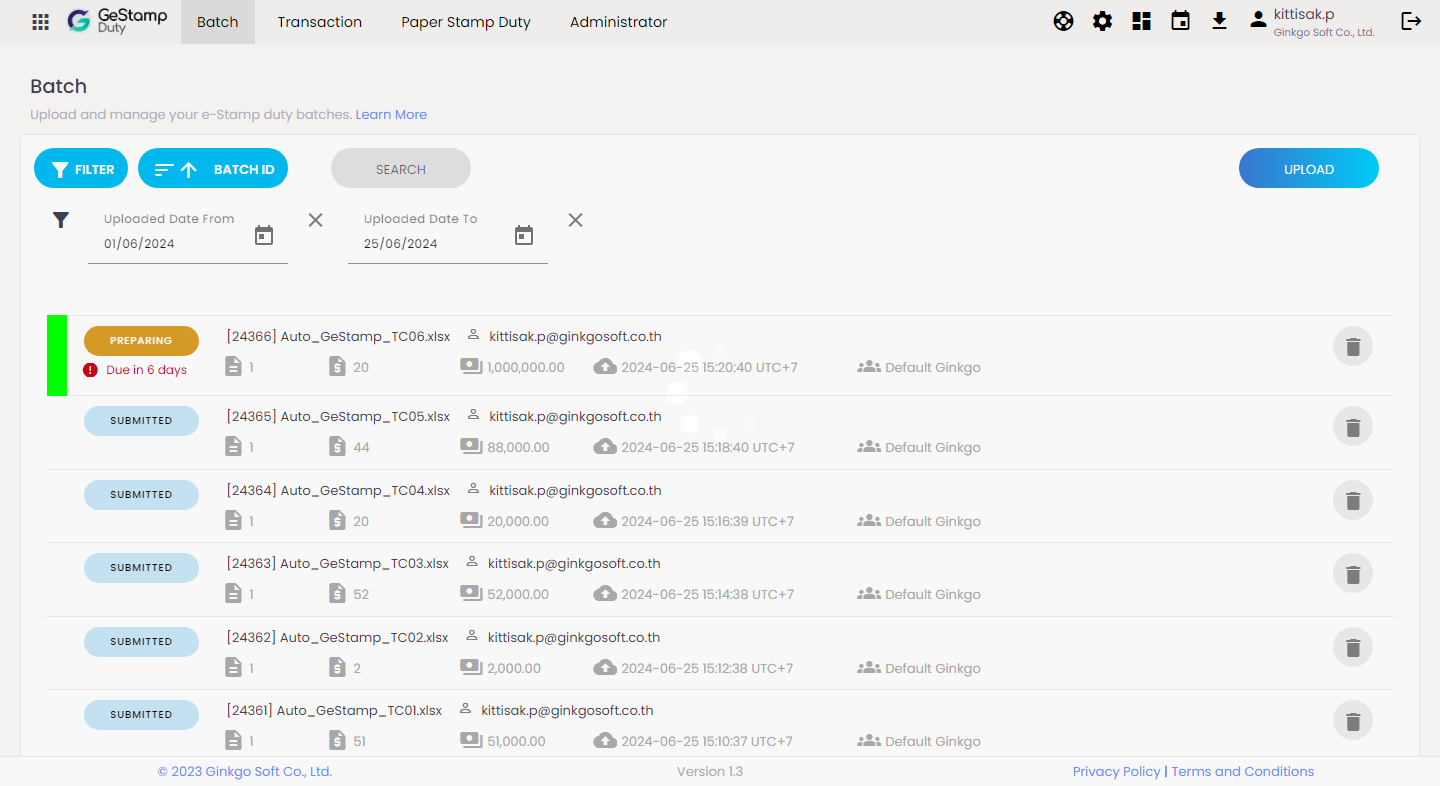 GeStamp Duty Batch Transaction Paper Stamp Duty Administrator kittisak.p
Ginkgo Soft Co., Ltd.
Batch
Upload and manage your e-Stamp duty batches. Learn More
FILTER BATCH ID SEARCH UPLOAD
Uploaded Date From Uploaded Date To
01/06/2024 25/06/2024
PREPARING [24366] Auto_GeStamp_TC06.xlsx kittisak.p@ginkgosoft.co.th
Due in 6 days 1 20 1,000,000.00 2024-06-25 15:20:40 UTC+7 Default Ginkgo
SUBMITTED [24365] Auto_GeStamp_TC05.xlsx kittisak.p@ginkgosoft.co.th
1 44 88,000.00 2024-06-25 15:18:40 UTC+7 Default Ginkgo
SUBMITTED [24364] Auto_GeStamp_TC04.xlsx kittisak.p@ginkgosoft.co.th
1 20 20,000.00 2024-06-25 15:16:39 UTC+7 Default Ginkgo
SUBMITTED [24363] Auto_GeStamp_TC03.xlsx kittisak.p@ginkgosoft.co.th
1 52 52,000.00 2024-06-25 15:14:38 UTC+7 Default Ginkgo
SUBMITTED [24362] Auto_GeStamp_TC02.xlsx kittisak.p@ginkgosoft.co.th
1 2 2,000.00 2024-06-25 15:12:38 UTC+7 Default Ginkgo
SUBMITTED [24361] Auto_GeStamp_TC01.xlsx kittisak.p@ginkgosoft.co.th
1 51 51,000.00 2024-06-25 15:10:37 UTC+7 Default Ginkgo
© 2023 Ginkgo Soft Co., Ltd. Version 1.3 Privacy Policy | Terms and Conditions